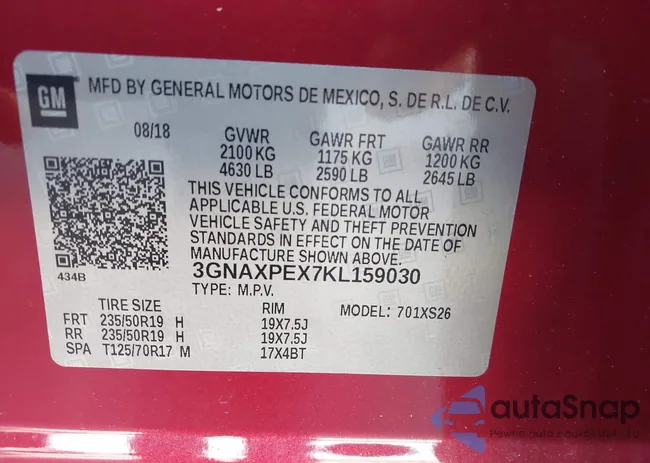 GM
MFD BY GENERAL MOTORS DE MEXICO, S. DE R.L. DE C.V.
08/18 GVWR GAWR FRT GAWR RR
2100 KG 1175 KG 1200 KG
4630 LB 2590 LB 2645 LB
THIS VEHICLE CONFORMS TO ALL
APPLICABLE U.S. FEDERAL MOTOR
VEHICLE SAFETY AND THEFT PREVENTION
STANDARDS IN EFFECT ON THE DATE OF
MANUFACTURE SHOWN ABOVE.
434B 3GNAXPEX7KL159030
TYPE: M.P.V. MODEL: 701XS26
TIRE SIZE RIM
FRT 235/50R19 H 19X7.5J
RR 235/50R19 H 19X7.5J
SPA T125/70R17 M 17X4BT
autaSnap